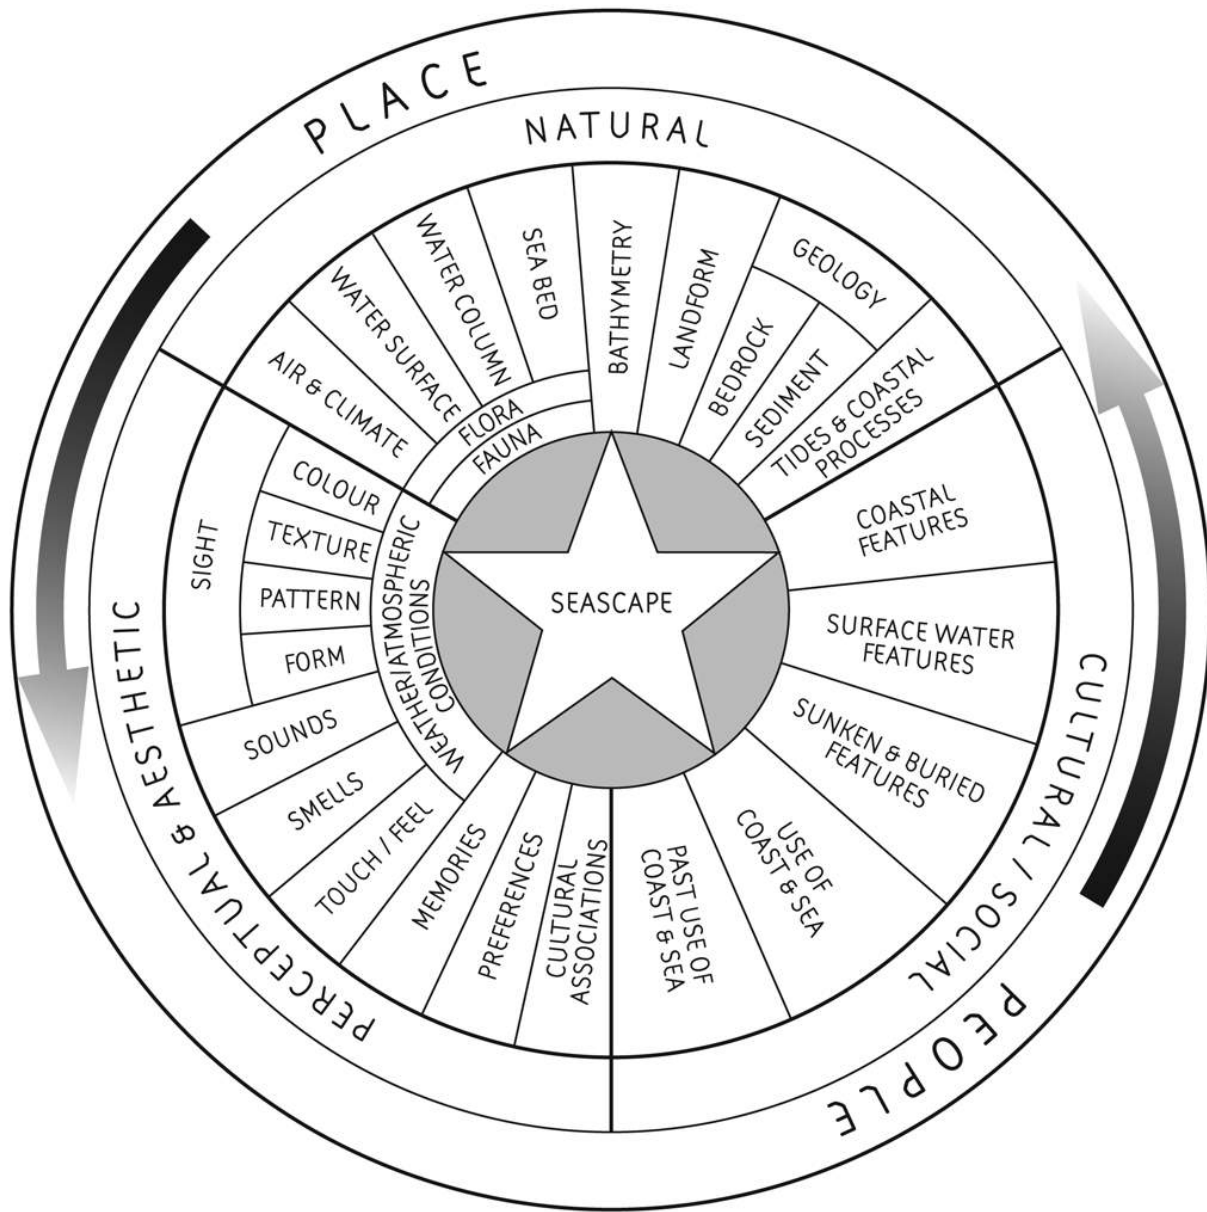 PLACE
NATURAL
AIR & CLIMATE
WATER SURFACE
WATER COLUMN
SEA BED
FLORA
FAUNA
BATHYMETRY
LANDFORM
GEOLOGY
BEDROCK
SEDIMENT
TIDES & COASTAL
PROCESSES
CULTURAL / SOCIAL
COASTAL
FEATURES
SURFACE WATER
FEATURES
SUNKEN & BURIED
FEATURES
USE OF
COAST & SEA
PAST USE OF
COAST & SEA
PEOPLE
PERCEPTUAL & AESTHETIC
CULTURAL
ASSOCIATIONS
PREFERENCES
MEMORIES
TOUCH / FEEL
SMELLS
SOUNDS
SIGHT
FORM
PATTERN
TEXTURE
COLOUR
WEATHER/ATMOSPHERIC
CONDITIONS
SEASCAPE